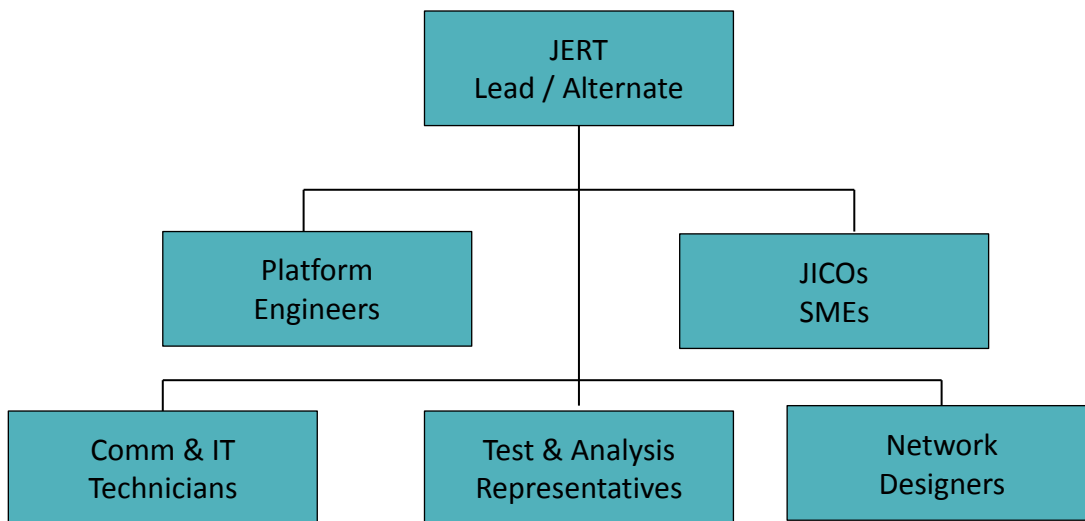 JERT
Lead / Alternate
Platform
Engineers
JICOs
SMEs
Comm & IT
Technicians
Test & Analysis
Representatives
Network
Designers